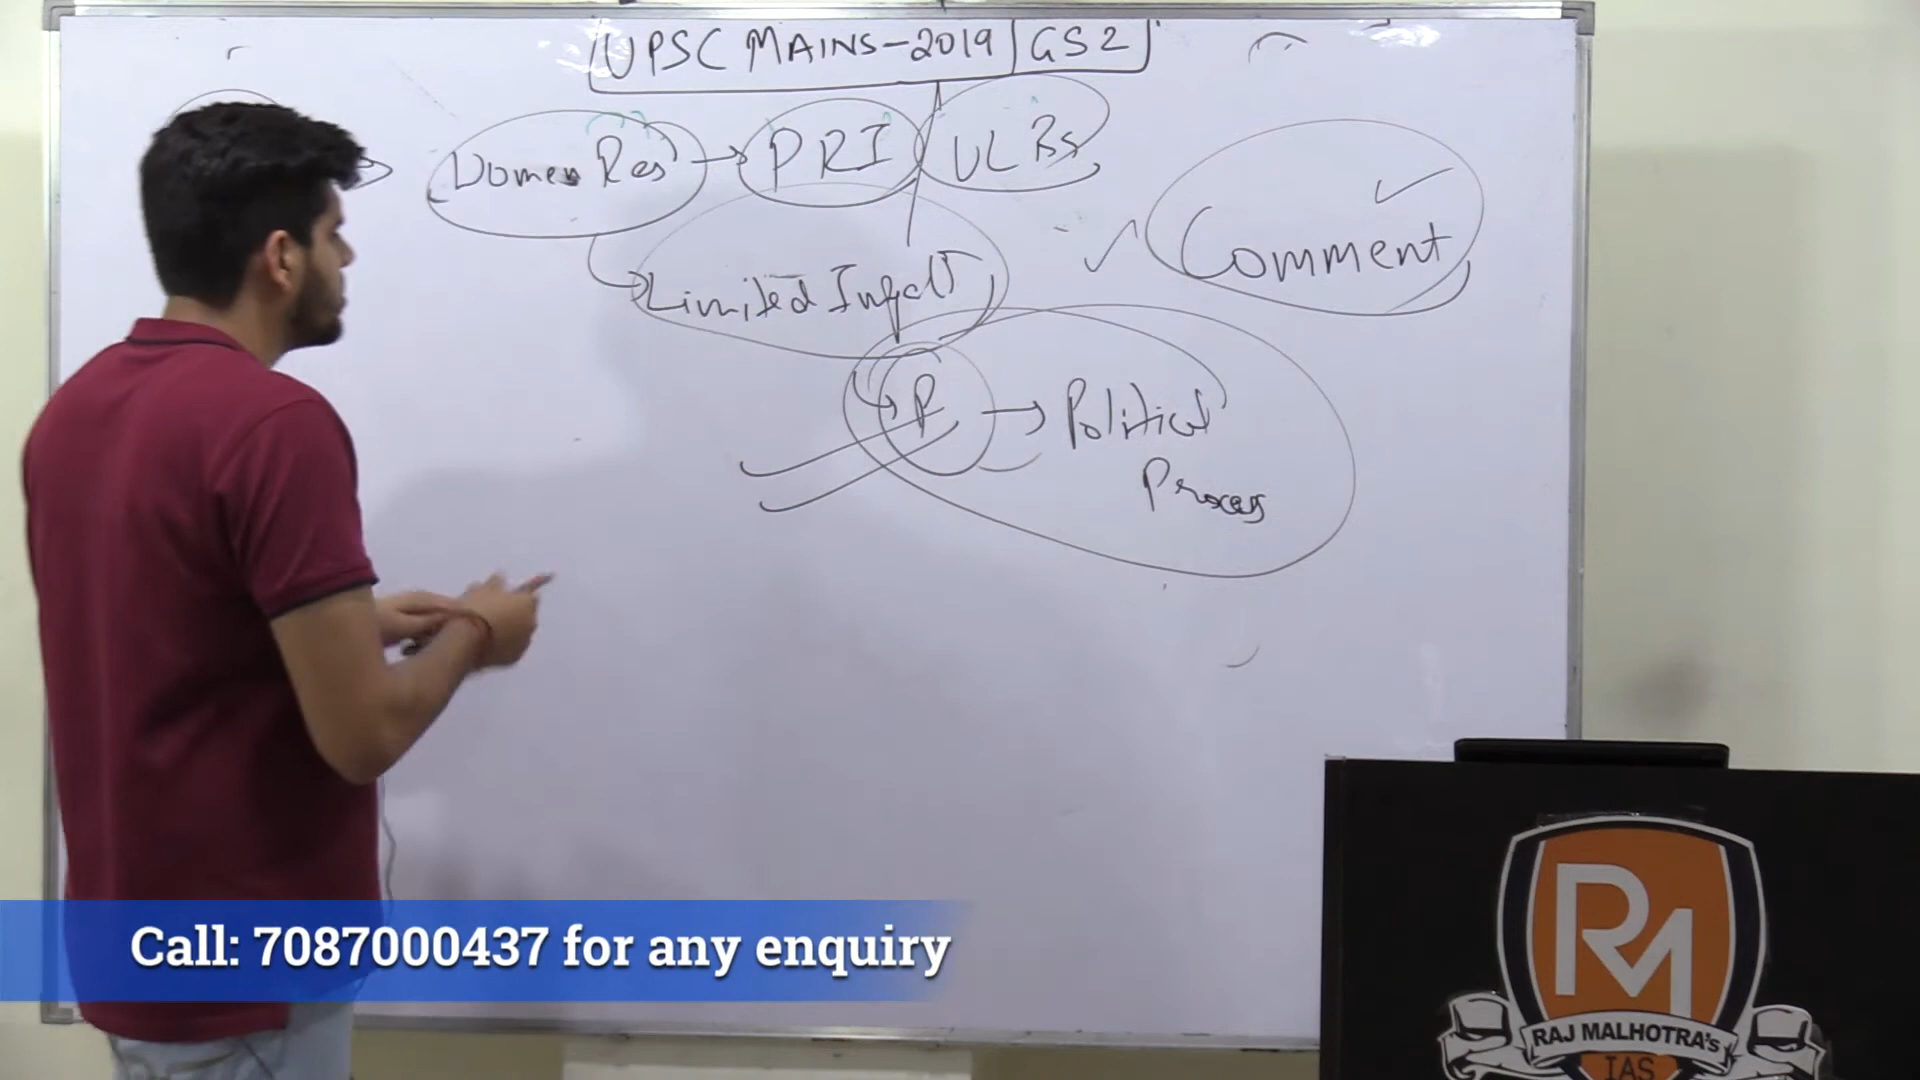 UPSC MAINS-2019 GS2
Women Res → PRI ULBs
Comment
Limited
P → Political
Process
Call: 7087000437 for any enquiry
RM
RAJ MALHOTRA's
IAS